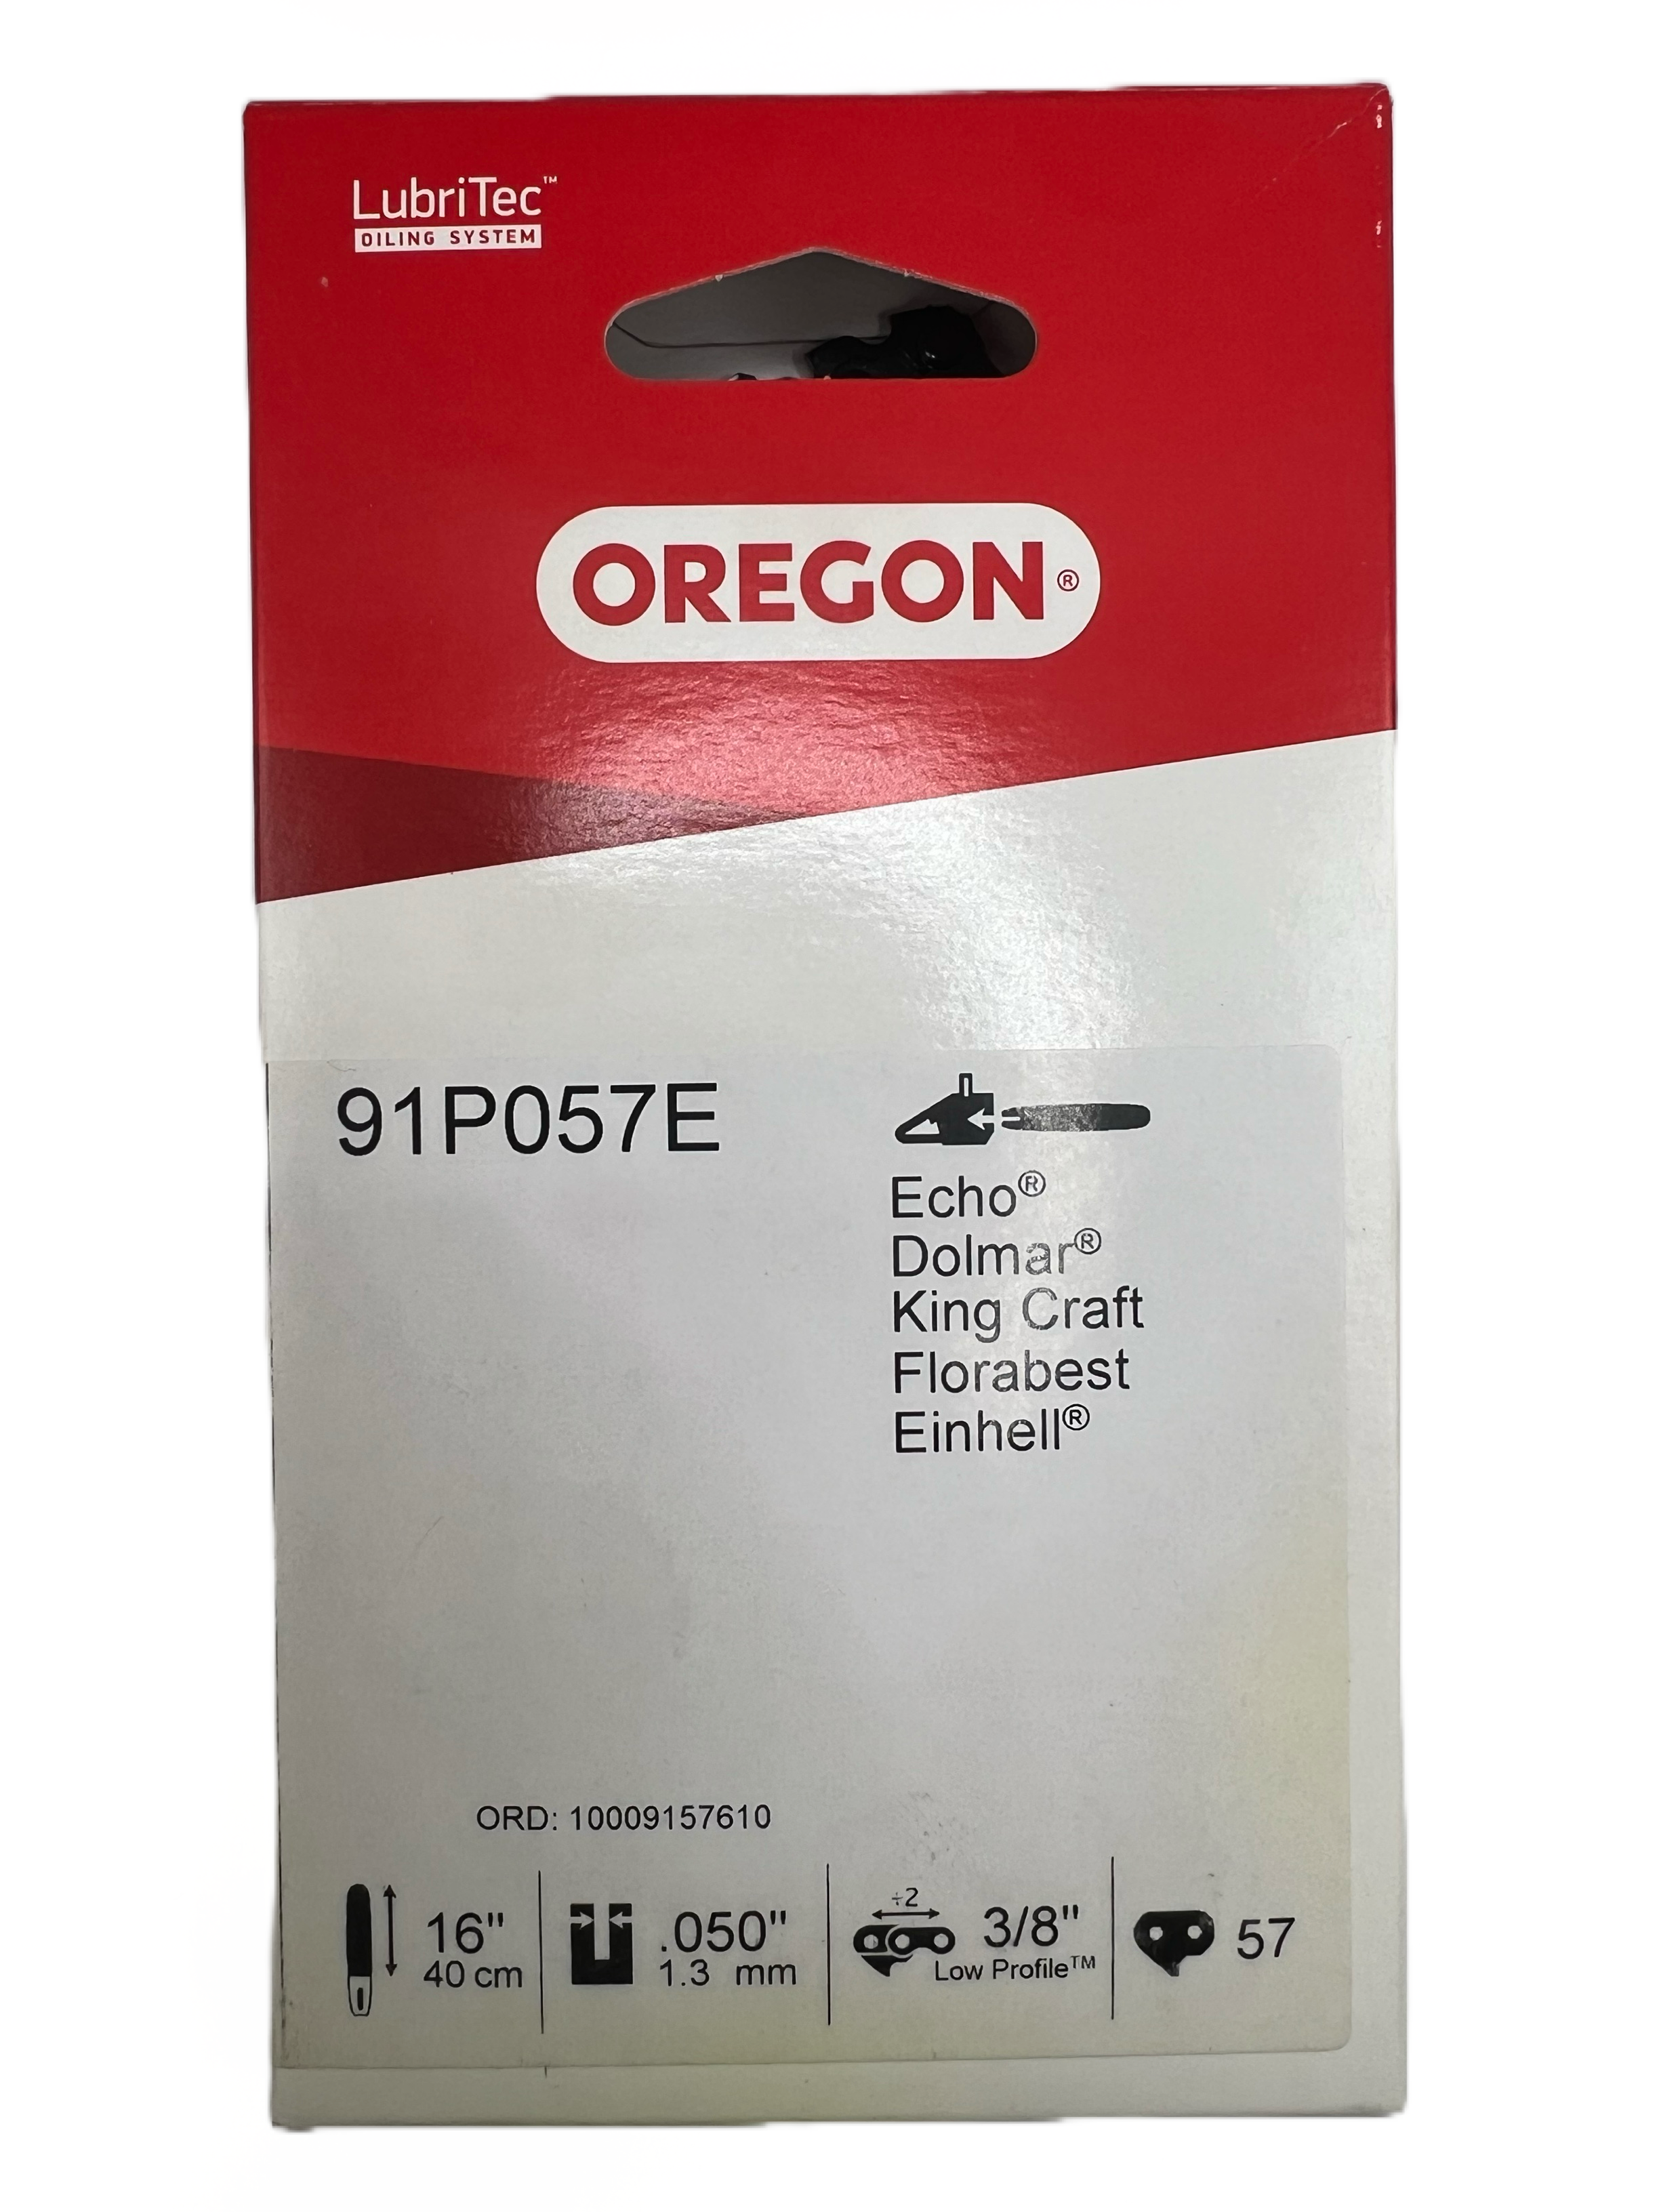 LubriTec™
OILING SYSTEM
OREGON®
91P057E
Echo®
Dolmar®
King Craft
Florabest
Einhell®
ORD: 10009157610
16"
40 cm
.050"
1.3 mm
÷2
3/8"
Low Profile™
57